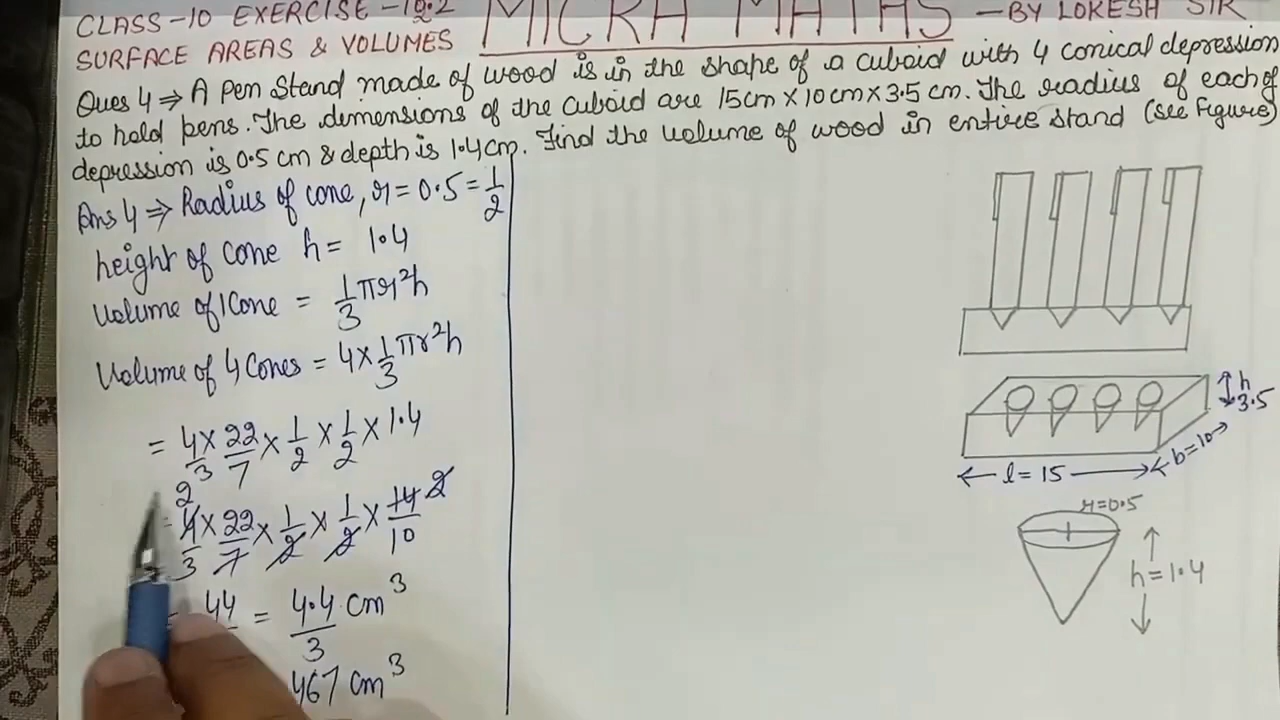 CLASS-10 EXERCISE - 12.2 MICRA MATHS - BY LOKESH SIR
SURFACE AREAS & VOLUMES
Ques 4 ⇒ A pen Stand made of wood is in the shape of a cuboid with 4 conical depression
to hold pens. The dimensions of the cuboid are 15cm × 10cm × 3.5 cm. The radius of each of
depression is 0.5 cm & depth is 1.4cm. Find the volume of wood in entire stand (see Figure)
Ans 4 ⇒ Radius of cone, r = 0.5 = 1/2
height of cone h = 1.4
Volume of 1 Cone = 1/3 πr²h
Volume of 4 Cones = 4 × 1/3 πr²h
= 4/3 × 22/7 × 1/2 × 1/2 × 1.4
2
= 4/3 × 22/7 × 1/2 × 1/2 × 14/10 2
= 44 = 4.4/3 cm³
467 cm³
h
3.5
b=10
l = 15
r=0.5
h = 1.4